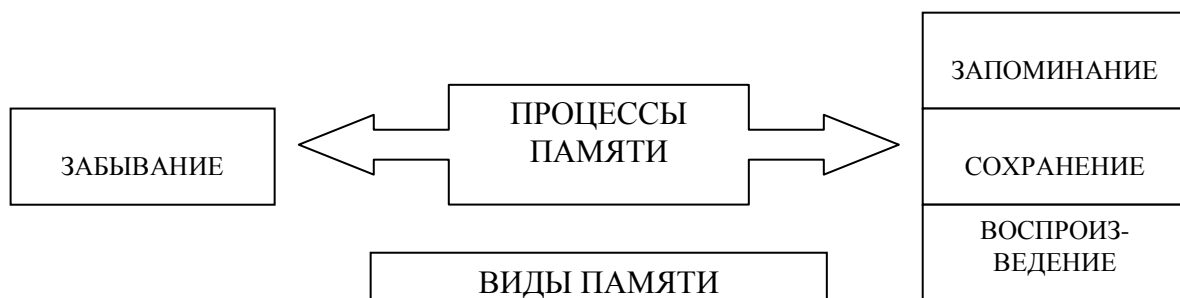 ЗАБЫВАНИЕ
ПРОЦЕССЫ
ПАМЯТИ
ЗАПОМИНАНИЕ
СОХРАНЕНИЕ
ВОСПРОИЗ-
ВЕДЕНИЕ
ВИДЫ ПАМЯТИ